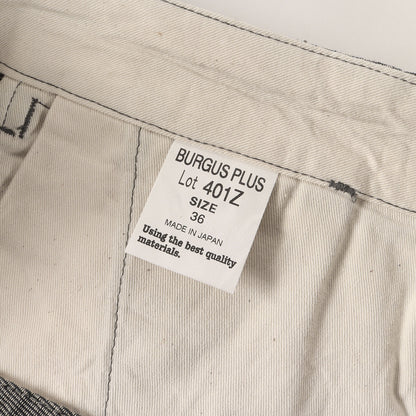 BURGUS PLUS
Lot 401Z
SIZE
36
MADE IN JAPAN
Using the best quality
materials.